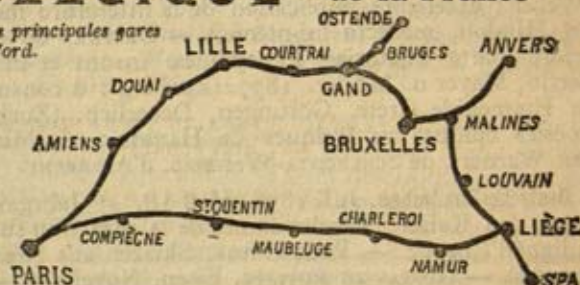 s principales gares
ord.
OSTENDE
BRUGES
ANVERS
LILLE
COURTRAI
GAND
DOUAI
MALINES
BRUXELLES
AMIENS
LOUVAIN
ST QUENTIN
CHARLEROI
LIÈGE
COMPIÈGNE
MAUBEUGE
NAMUR
PARIS
SPA